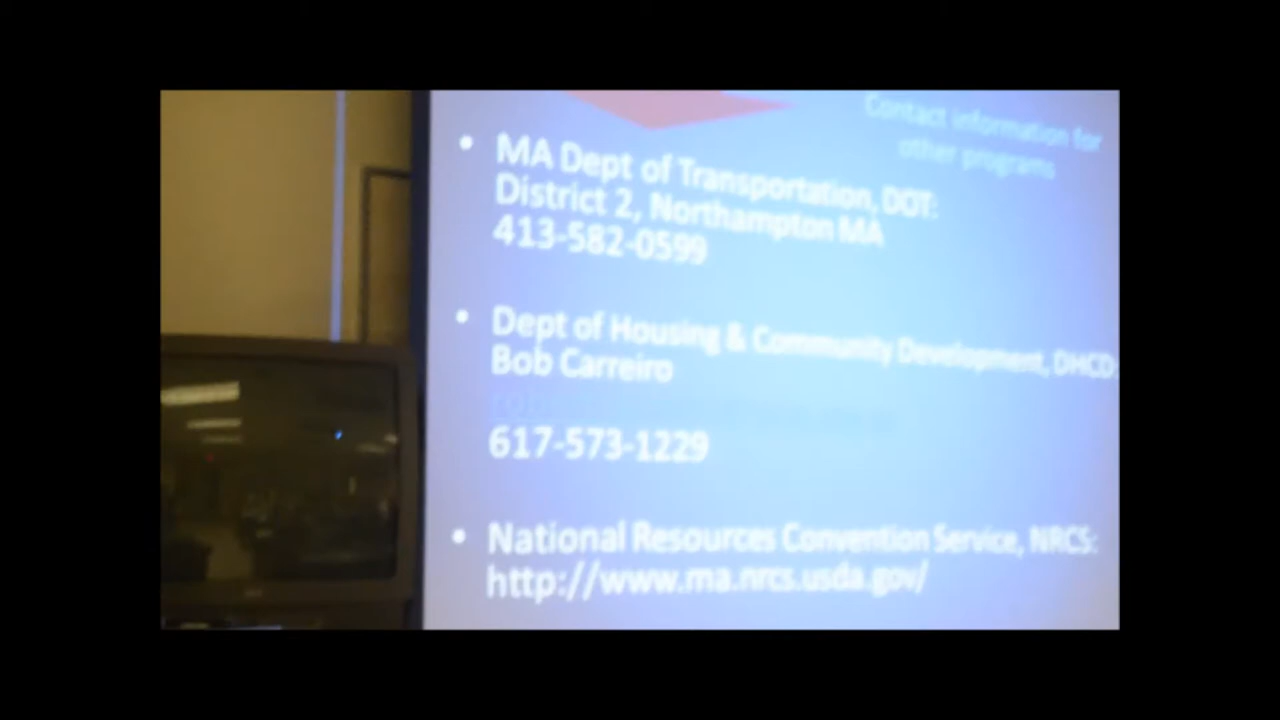 Contact information for
other programs
• MA Dept of Transportation, DOT:
District 2, Northampton MA
413-582-0599
• Dept of Housing & Community Development, DHCD:
Bob Carreiro
617-573-1229
• National Resources Convention Service, NRCS:
http://www.ma.nrcs.usda.gov/